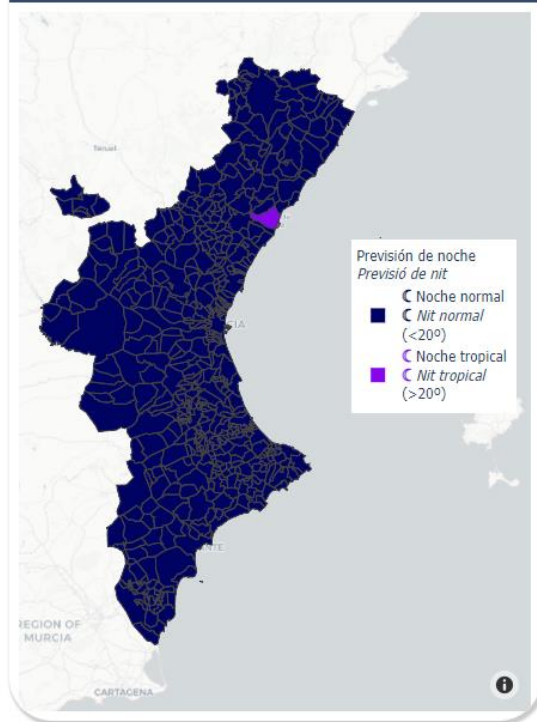 Teruel
Previsión de noche
Previsió de nit
Noche normal
Nit normal
(<20º)
Noche tropical
Nit tropical
(>20º)
REGION OF
MURCIA
CARTAGENA